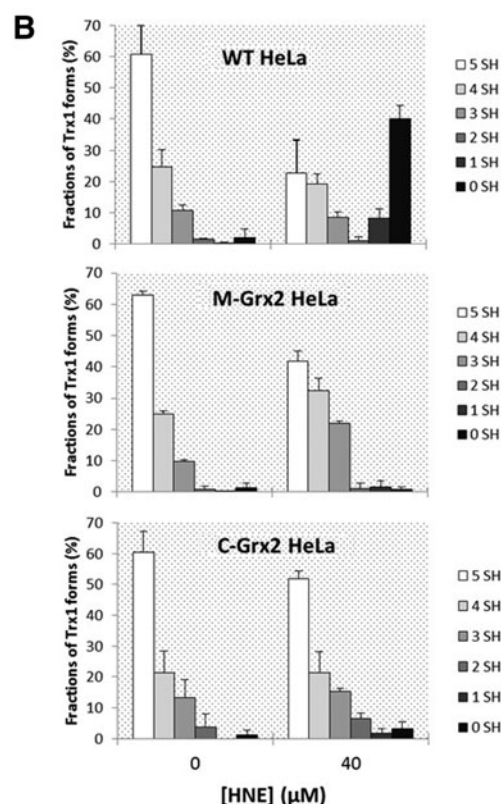 B
WT HeLa
Fractions of Trx1 forms (%)
70
60
50
40
30
20
10
0
5 SH
4 SH
3 SH
2 SH
1 SH
0 SH
M-Grx2 HeLa
Fractions of Trx1 forms (%)
70
60
50
40
30
20
10
0
5 SH
4 SH
3 SH
2 SH
1 SH
0 SH
C-Grx2 HeLa
Fractions of Trx1 forms (%)
70
60
50
40
30
20
10
0
5 SH
4 SH
3 SH
2 SH
1 SH
0 SH
0 40
[HNE] (µM)